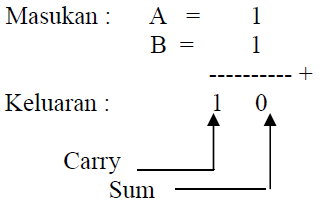 Masukan : A = 1
B = 1
---------- +
Keluaran : 1 0
Carry
Sum